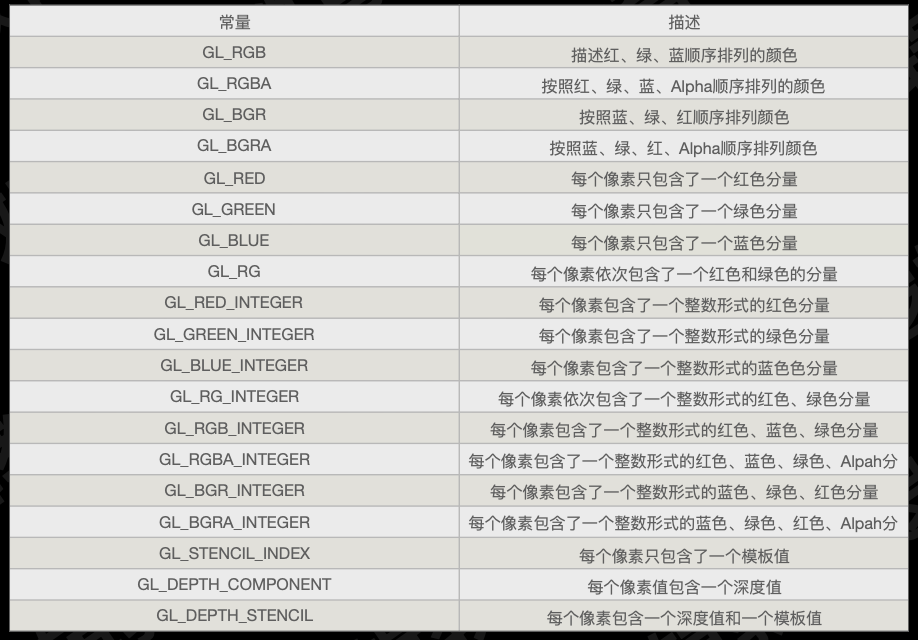 常量 描述
GL_RGB 描述红、绿、蓝顺序排列的颜色
GL_RGBA 按照红、绿、蓝、Alpha顺序排列的颜色
GL_BGR 按照蓝、绿、红顺序排列颜色
GL_BGRA 按照蓝、绿、红、Alpha顺序排列颜色
GL_RED 每个像素只包含了一个红色分量
GL_GREEN 每个像素只包含了一个绿色分量
GL_BLUE 每个像素只包含了一个蓝色分量
GL_RG 每个像素依次包含了一个红色和绿色的分量
GL_RED_INTEGER 每个像素包含了一个整数形式的红色分量
GL_GREEN_INTEGER 每个像素包含了一个整数形式的绿色分量
GL_BLUE_INTEGER 每个像素包含了一个整数形式的蓝色色分量
GL_RG_INTEGER 每个像素依次包含了一个整数形式的红色、绿色分量
GL_RGB_INTEGER 每个像素包含了一个整数形式的红色、蓝色、绿色分量
GL_RGBA_INTEGER 每个像素包含了一个整数形式的红色、蓝色、绿色、Alpah分
GL_BGR_INTEGER 每个像素包含了一个整数形式的蓝色、绿色、红色分量
GL_BGRA_INTEGER 每个像素包含了一个整数形式的蓝色、绿色、红色、Alpah分
GL_STENCIL_INDEX 每个像素只包含了一个模板值
GL_DEPTH_COMPONENT 每个像素值包含一个深度值
GL_DEPTH_STENCIL 每个像素包含一个深度值和一个模板值